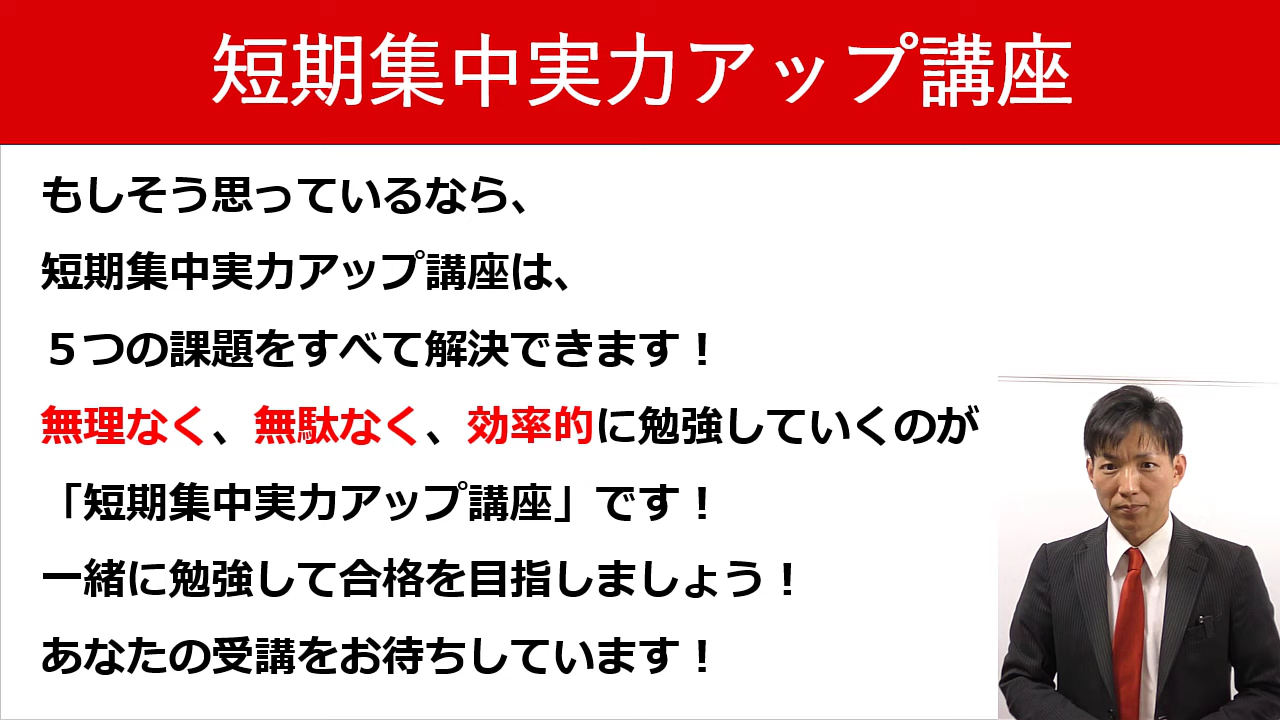 短期集中実力アップ講座
もしそう思っているなら、
短期集中実力アップ講座は、
５つの課題をすべて解決できます！
無理なく、無駄なく、効率的に勉強していくのが
「短期集中実力アップ講座」です！
一緒に勉強して合格を目指しましょう！
あなたの受講をお待ちしています！